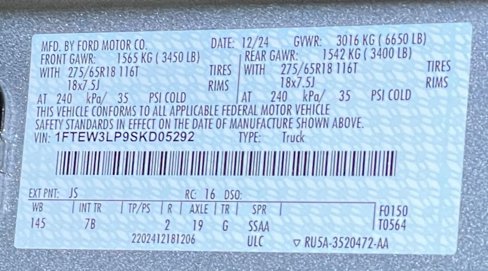 MFD. BY FORD MOTOR CO. DATE: 12/24 GVWR: 3016 KG ( 6650 LB)
FRONT GAWR: 1565 KG ( 3450 LB) REAR GAWR: 1542 KG ( 3400 LB)
WITH 275/65R18 116T TIRES WITH 275/65R18 116T TIRES
18x7.5J RIMS 18x7.5J RIMS
AT 240 kPa/ 35 PSI COLD AT 240 kPa/ 35 PSI COLD
THIS VEHICLE CONFORMS TO ALL APPLICABLE FEDERAL MOTOR VEHICLE
SAFETY STANDARDS IN EFFECT ON THE DATE OF MANUFACTURE SHOWN ABOVE.
VIN: 1FTEW3LP9SKD05292 TYPE: Truck
EXT PNT: JS RC: 16 DSO:
WB INT TR TP/PS R AXLE TR SPR F0150
145 7B 2 19 G SSAA T0564
2202412181206 ULC ▽ RU5A-3520472-AA